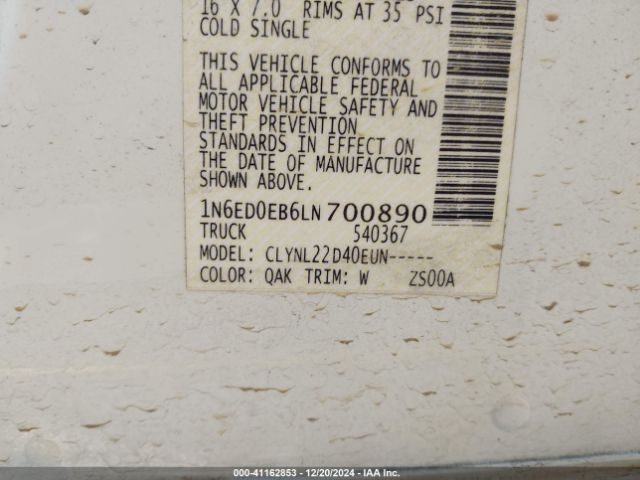 16 X 7.0 RIMS AT 35 PSI
COLD SINGLE
THIS VEHICLE CONFORMS TO
ALL APPLICABLE FEDERAL
MOTOR VEHICLE SAFETY AND
THEFT PREVENTION
STANDARDS IN EFFECT ON
THE DATE OF MANUFACTURE
SHOWN ABOVE.
1N6ED0EB6LN700890
TRUCK 540367
MODEL: CLYNL22D40EUN-----
COLOR: QAK TRIM: W ZS00A
000-41162853 – 12/20/2024 – IAA Inc.